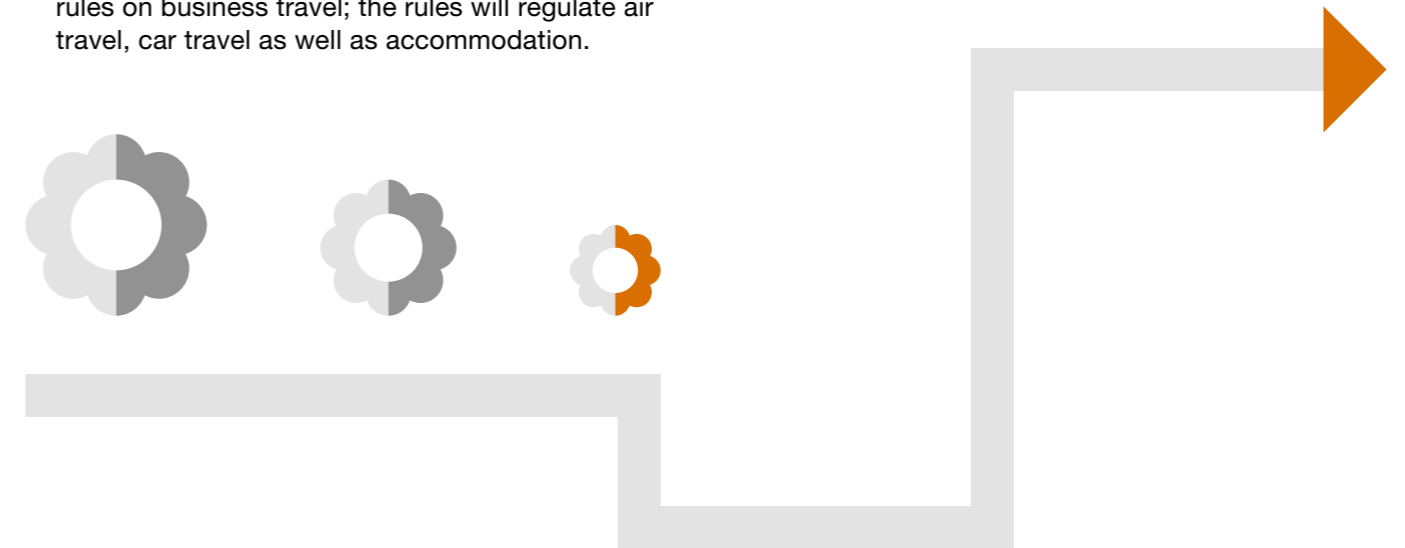 rules on business travel; the rules will regulate air
travel, car travel as well as accommodation.